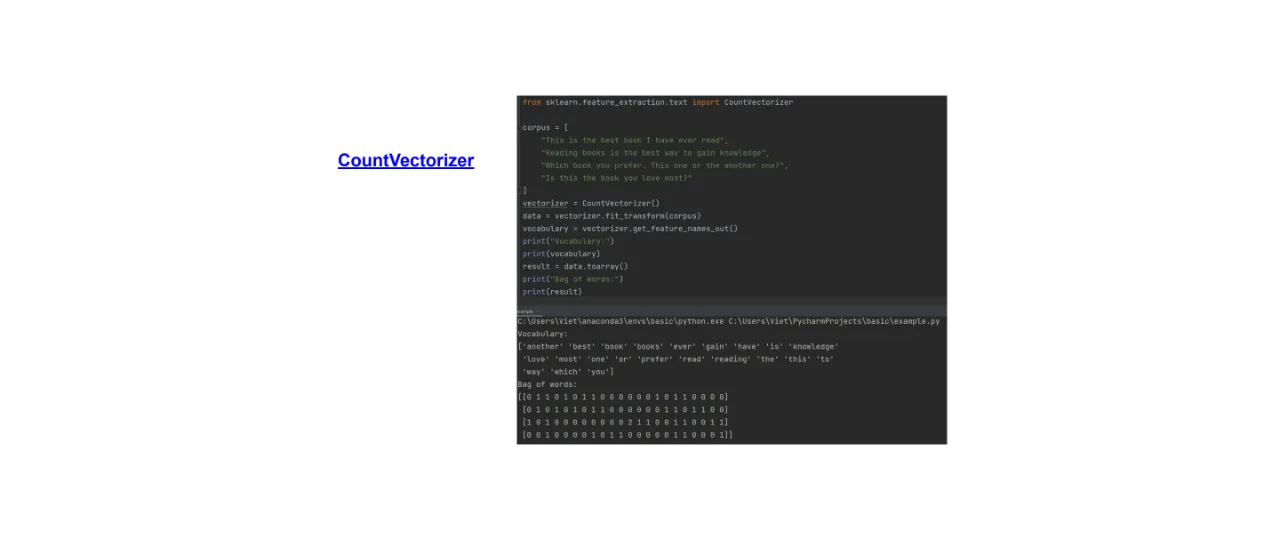 CountVectorizer
from sklearn.feature_extraction.text import CountVectorizer
corpus = [
"This is the best book I have ever read",
"Reading books is the best way to gain knowledge",
"Which book you prefer. This one or the another one?",
"Is this the book you love most?"
]
vectorizer = CountVectorizer()
data = vectorizer.fit_transform(corpus)
vocabulary = vectorizer.get_feature_names_out()
print("Vocabulary:")
print(vocabulary)
result = data.toarray()
print("Bag of words:")
print(result)
example
C:\Users\Viet\anaconda3\envs\basic\python.exe C:\Users\Viet\PycharmProjects\basic\example.py
Vocabulary:
['another' 'best' 'book' 'books' 'ever' 'gain' 'have' 'is' 'knowledge'
'love' 'most' 'one' 'or' 'prefer' 'read' 'reading' 'the' 'this' 'to'
'way' 'which' 'you']
Bag of words:
[[0 1 1 0 1 0 1 1 0 0 0 0 0 0 1 0 1 1 0 0 0 0]
[0 1 0 1 0 1 0 1 1 0 0 0 0 0 0 1 1 0 1 1 0 0]
[1 0 1 0 0 0 0 0 0 0 0 2 1 1 0 0 1 1 0 0 1 1]
[0 0 1 0 0 0 0 1 0 1 1 0 0 0 0 0 1 1 0 0 0 1]]